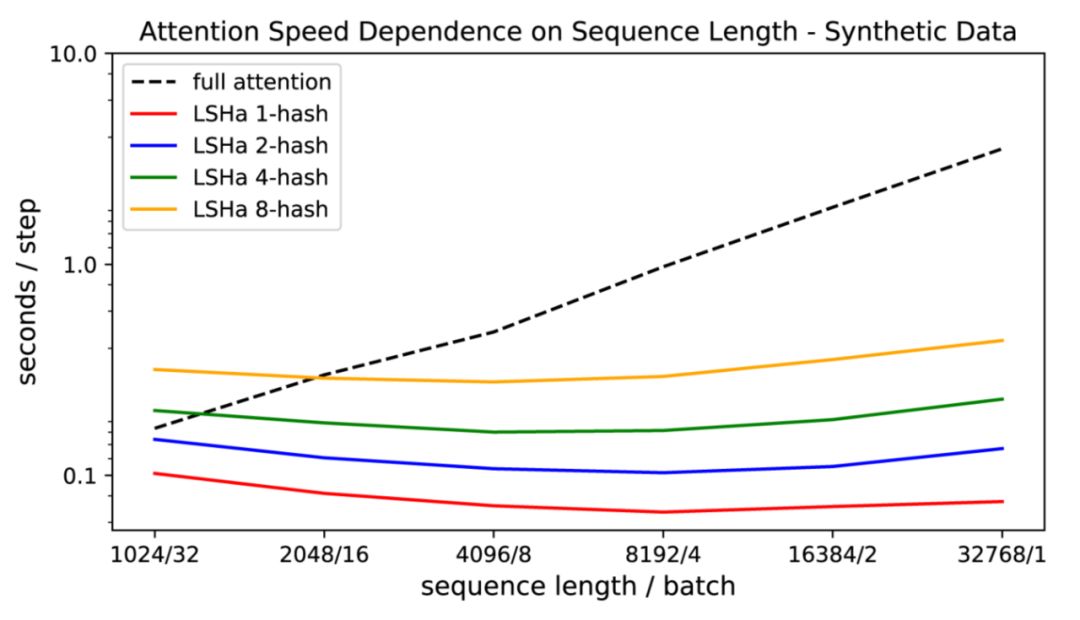 Attention Speed Dependence on Sequence Length - Synthetic Data
10.0
full attention
LSHa 1-hash
LSHa 2-hash
LSHa 4-hash
LSHa 8-hash
1.0
0.1
seconds / step
1024/32 2048/16 4096/8 8192/4 16384/2 32768/1
sequence length / batch